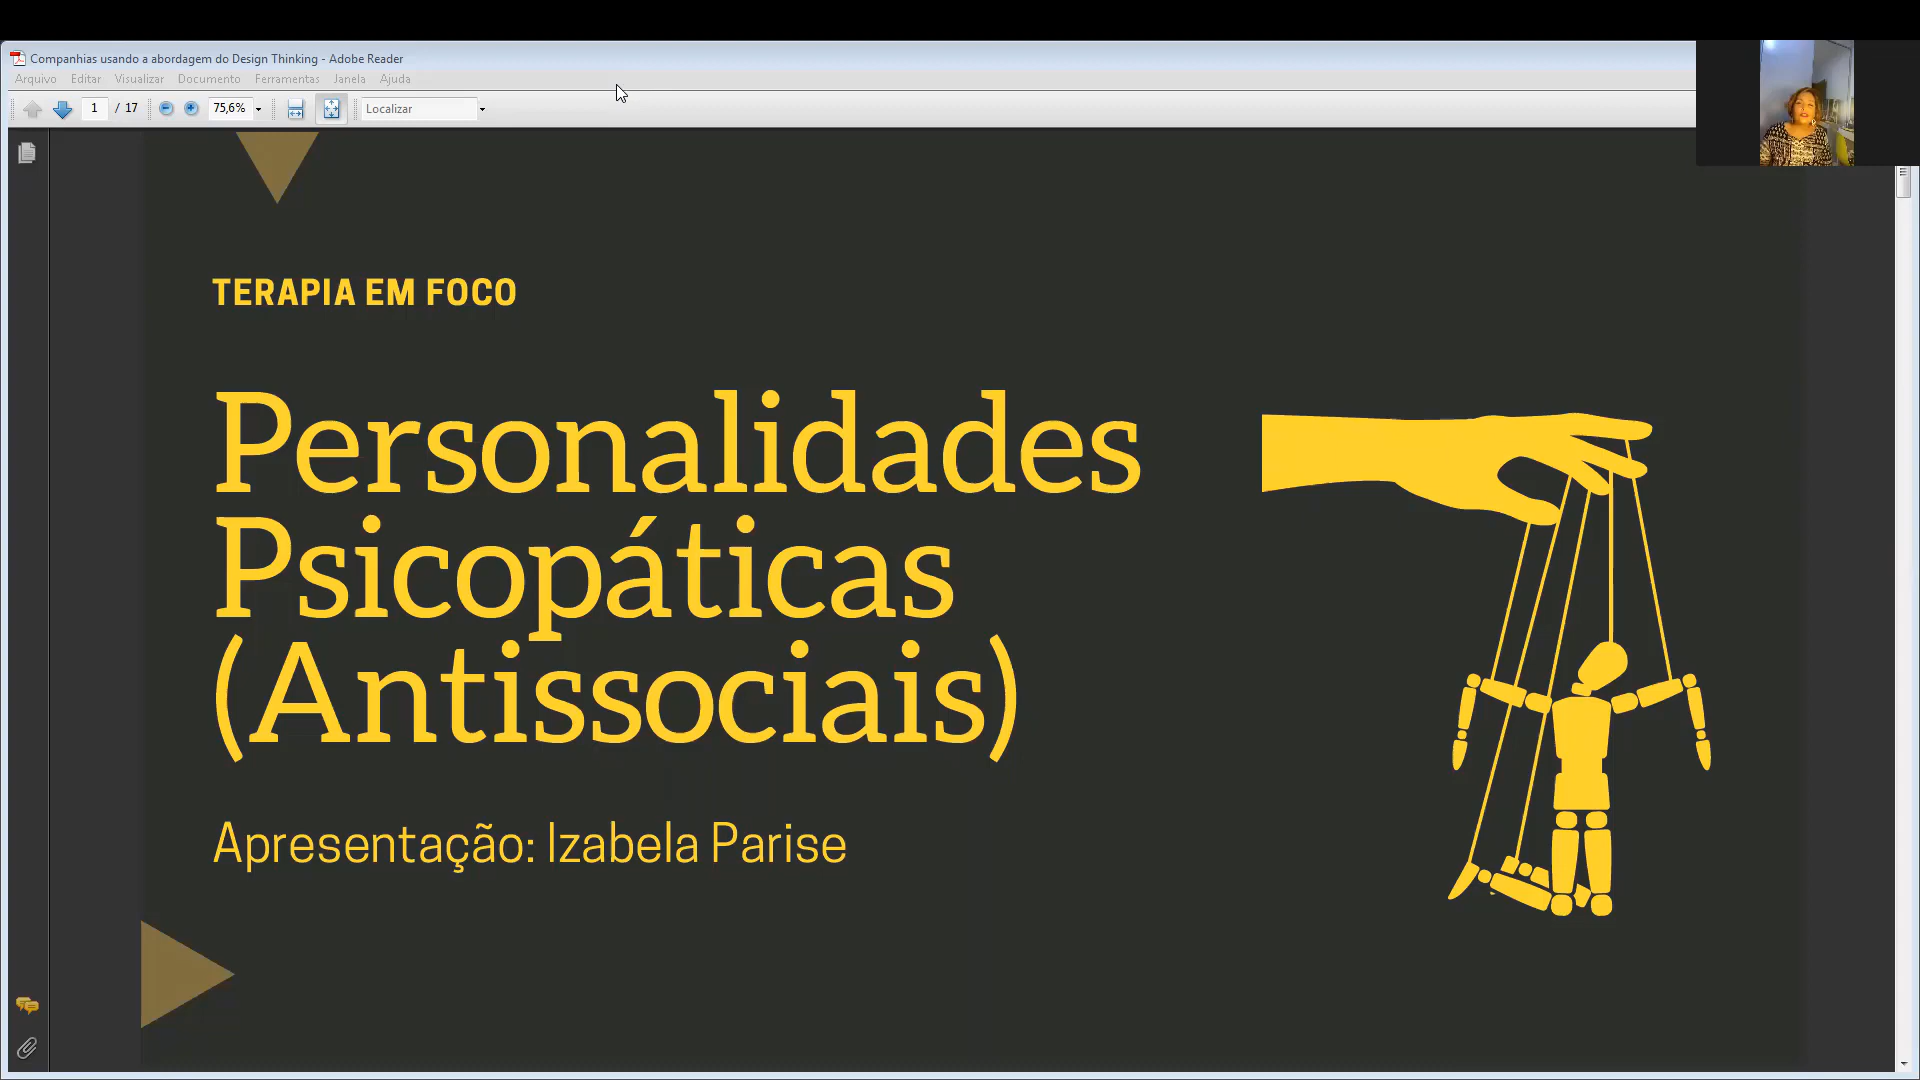 Companhias usando a abordagem do Design Thinking - Adobe Reader
Arquivo Editar Visualizar Documento Ferramentas Janela Ajuda
1 / 17 75,6% Localizar
TERAPIA EM FOCO
Personalidades
Psicopáticas
(Antissociais)
Apresentação: Izabela Parise